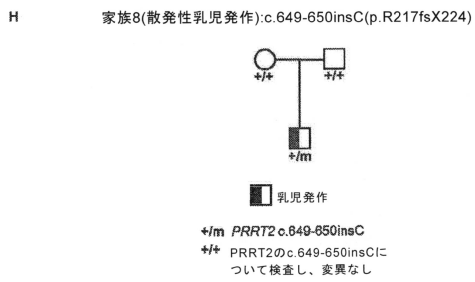 H 家族8(散発性乳児発作):c.649-650insC(p.R217fsX224)
+/+ +/+
+/m
乳児発作
+/m PRRT2 c.649-650insC
+/+ PRRT2のc.649-650insCに
ついて検査し、変異なし